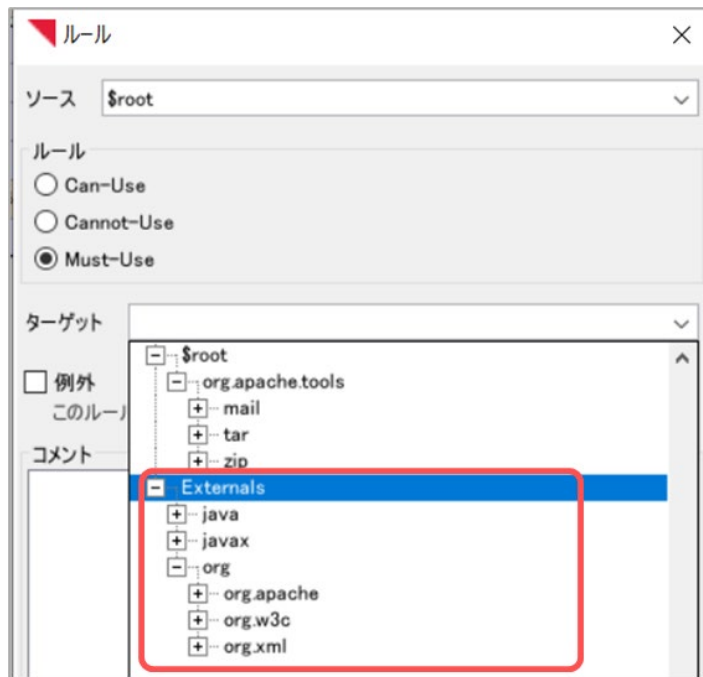 ルール
ソース $root
ルール
Can-Use
Cannot-Use
Must-Use
ターゲット
$root
org.apache.tools
mail
tar
zip
例外
このルー
コメント
Externals
java
javax
org
org.apache
org.w3c
org.xml